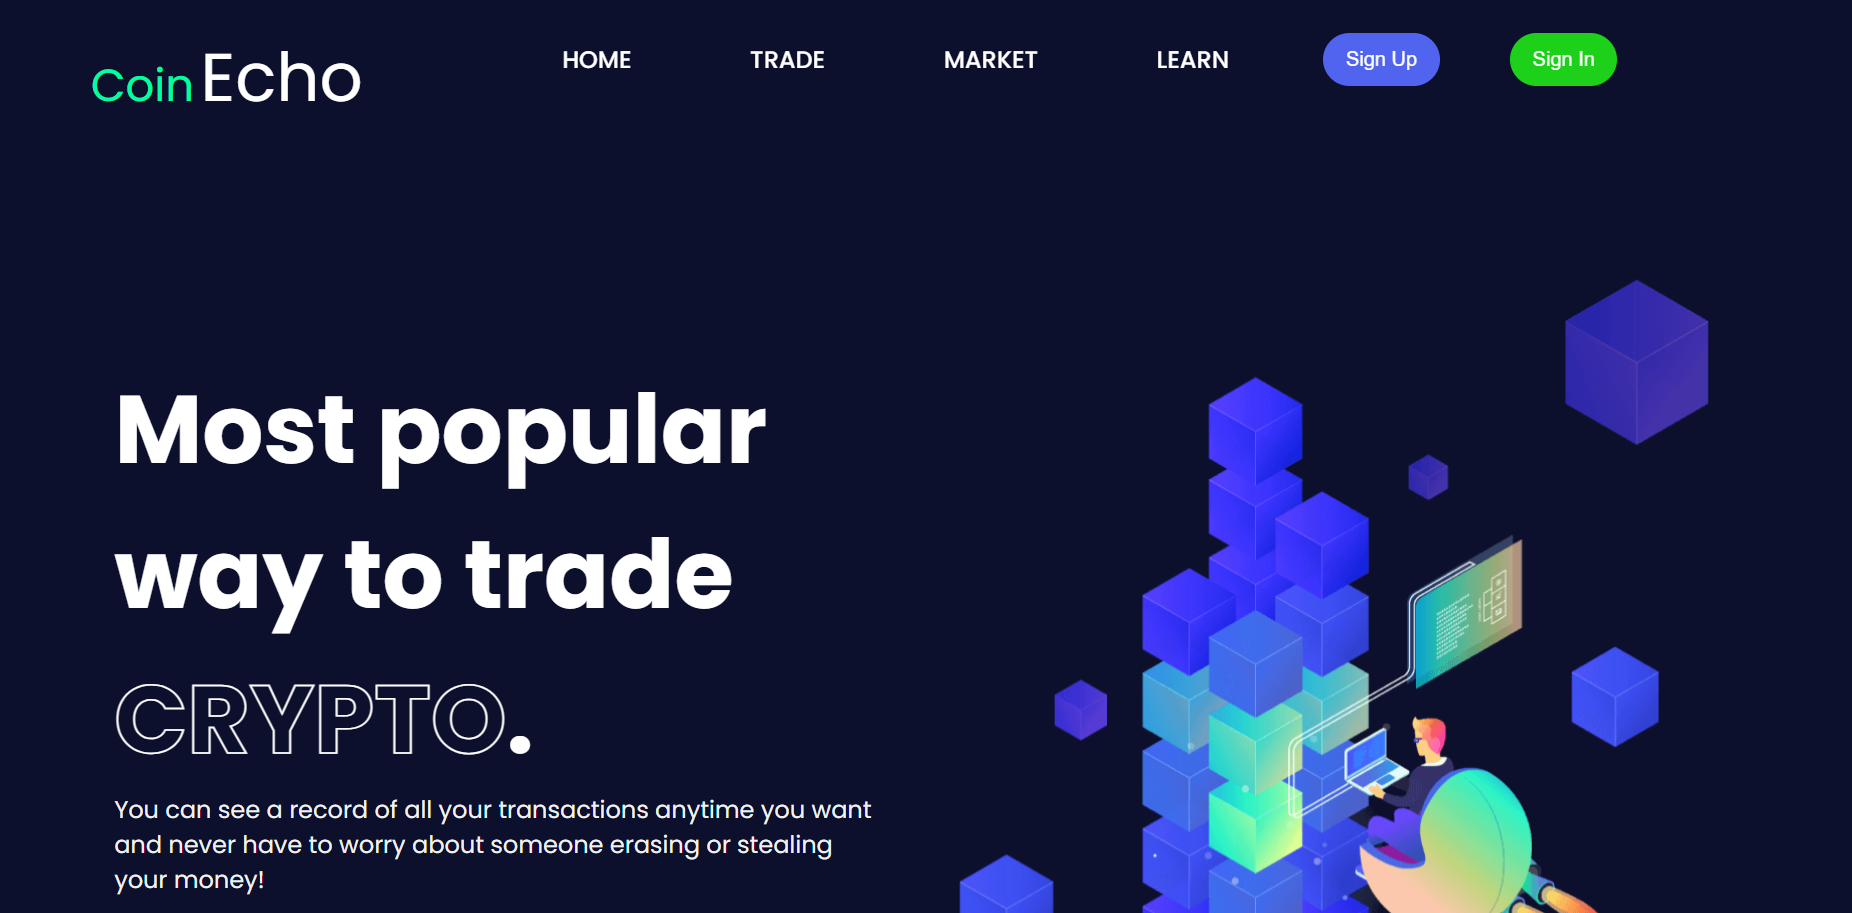 Coin Echo
HOME TRADE MARKET LEARN Sign Up Sign In
Most popular
way to trade
CRYPTO.
You can see a record of all your transactions anytime you want
and never have to worry about someone erasing or stealing
your money!